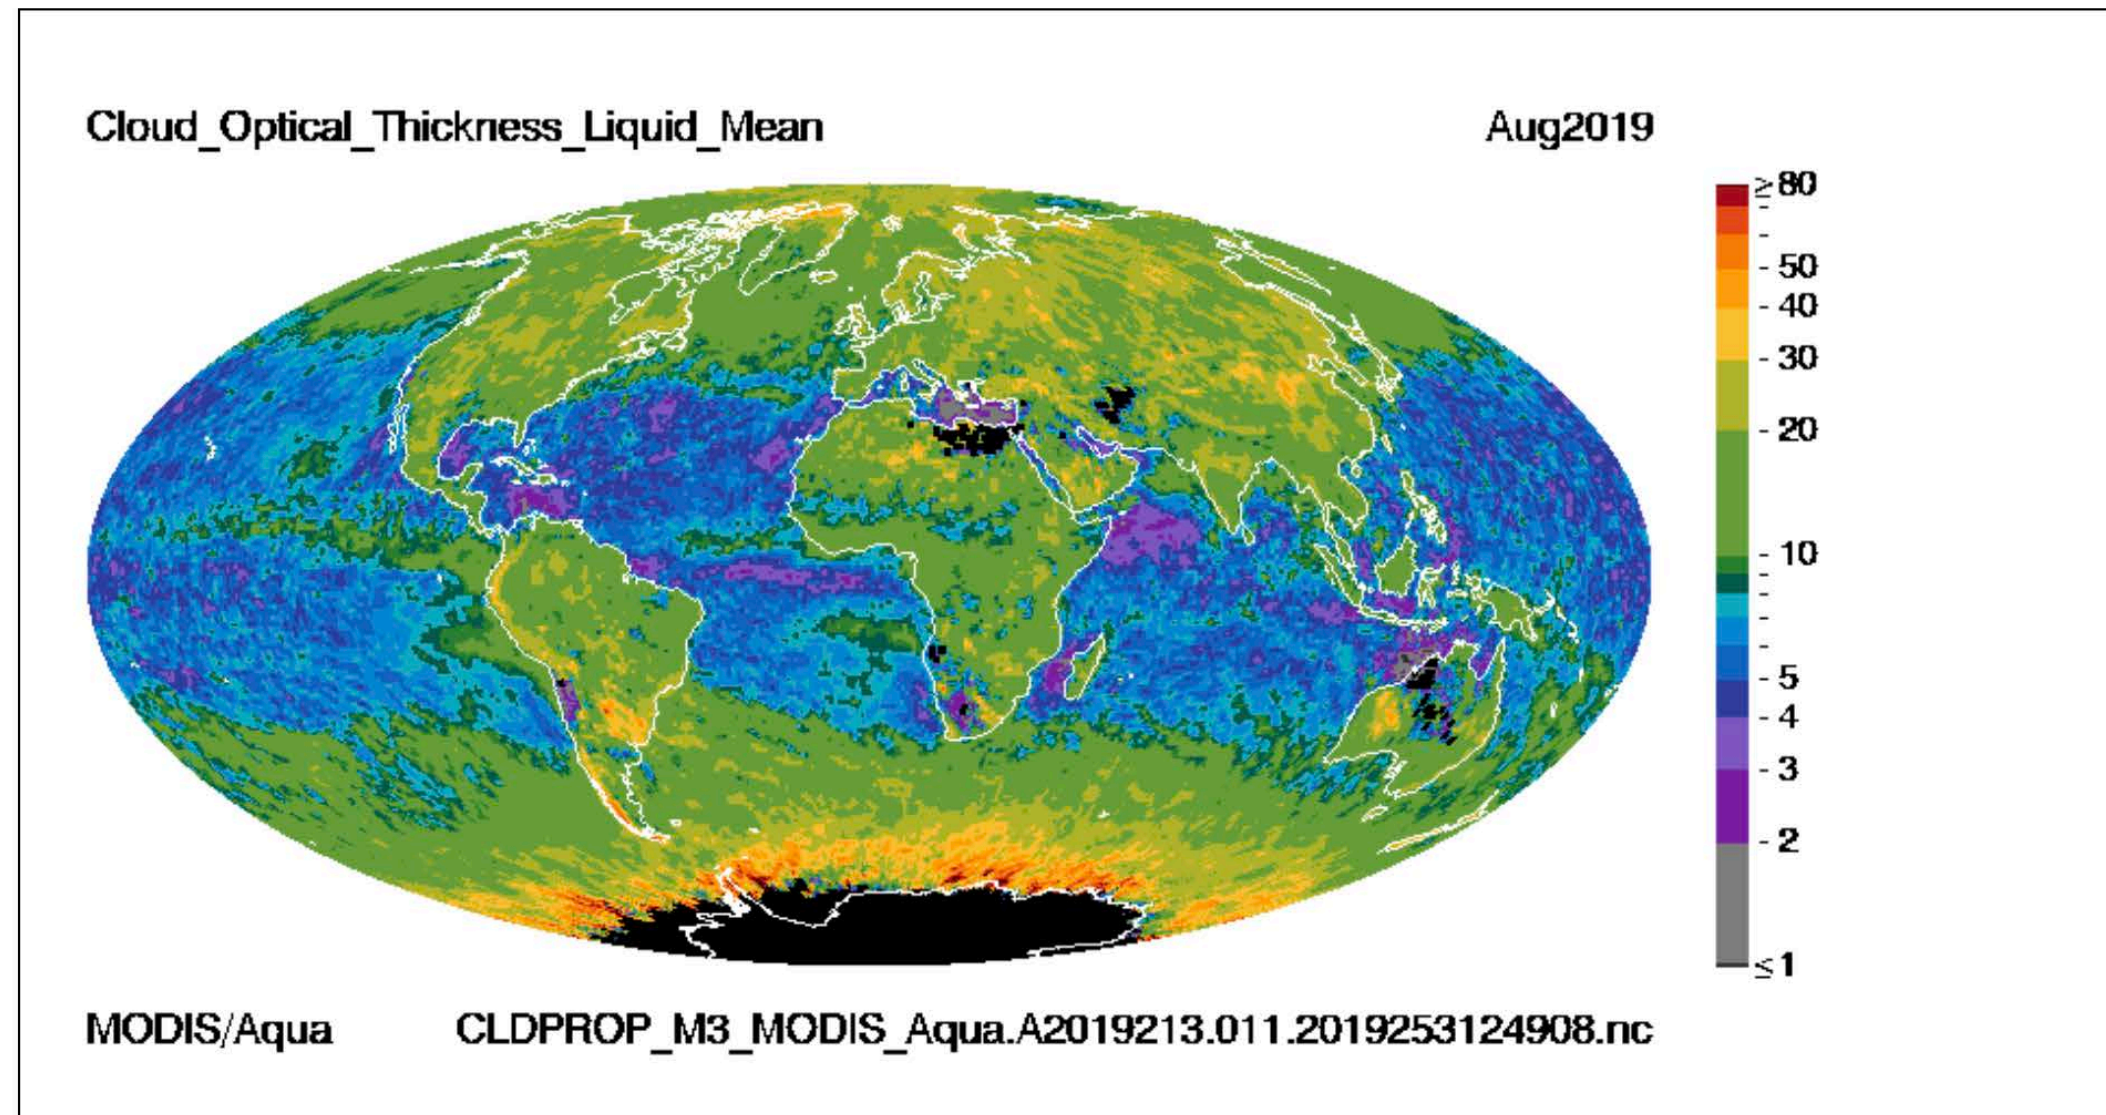 Cloud_Optical_Thickness_Liquid_Mean
Aug2019
≥80
50
40
30
20
10
5
4
3
2
≤1
MODIS/Aqua
CLDPROP_M3_MODIS_Aqua.A2019213.011.2019253124908.nc